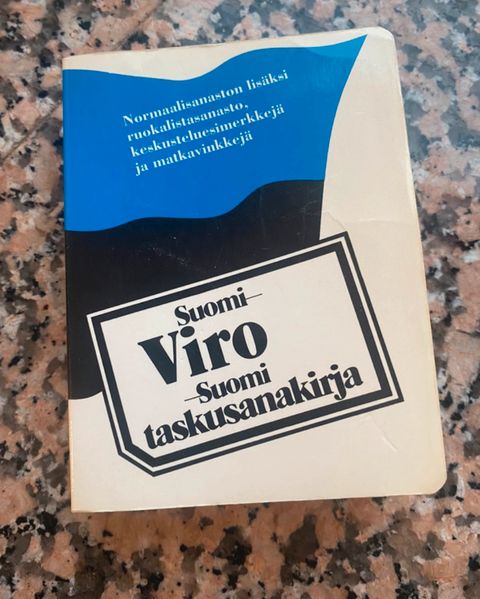 Normaalisanaston lisäksi
ruokalistasanasto,
keskusteluesimerkkejä
ja matkavinkkejä
Suomi–
Viro
–Suomi
taskusanakirja